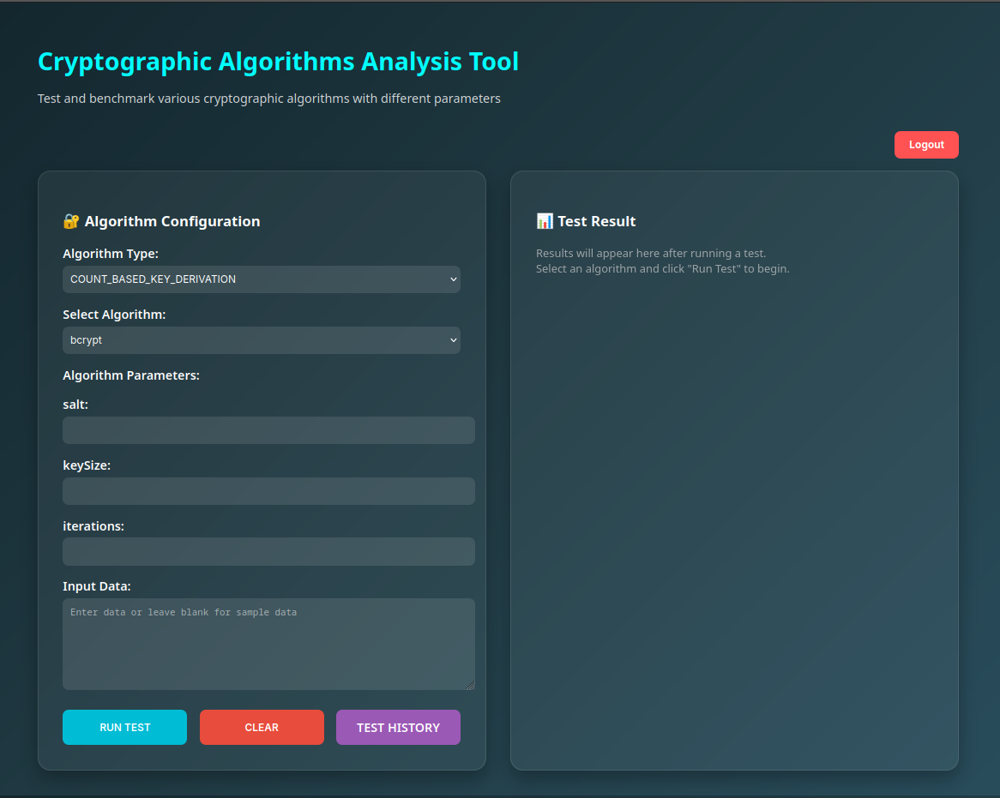 Cryptographic Algorithms Analysis Tool
Test and benchmark various cryptographic algorithms with different parameters
Logout
🔐 Algorithm Configuration
Algorithm Type:
COUNT_BASED_KEY_DERIVATION
Select Algorithm:
bcrypt
Algorithm Parameters:
salt:
keySize:
iterations:
Input Data:
Enter data or leave blank for sample data
RUN TEST
CLEAR
TEST HISTORY
📊 Test Result
Results will appear here after running a test.
Select an algorithm and click "Run Test" to begin.